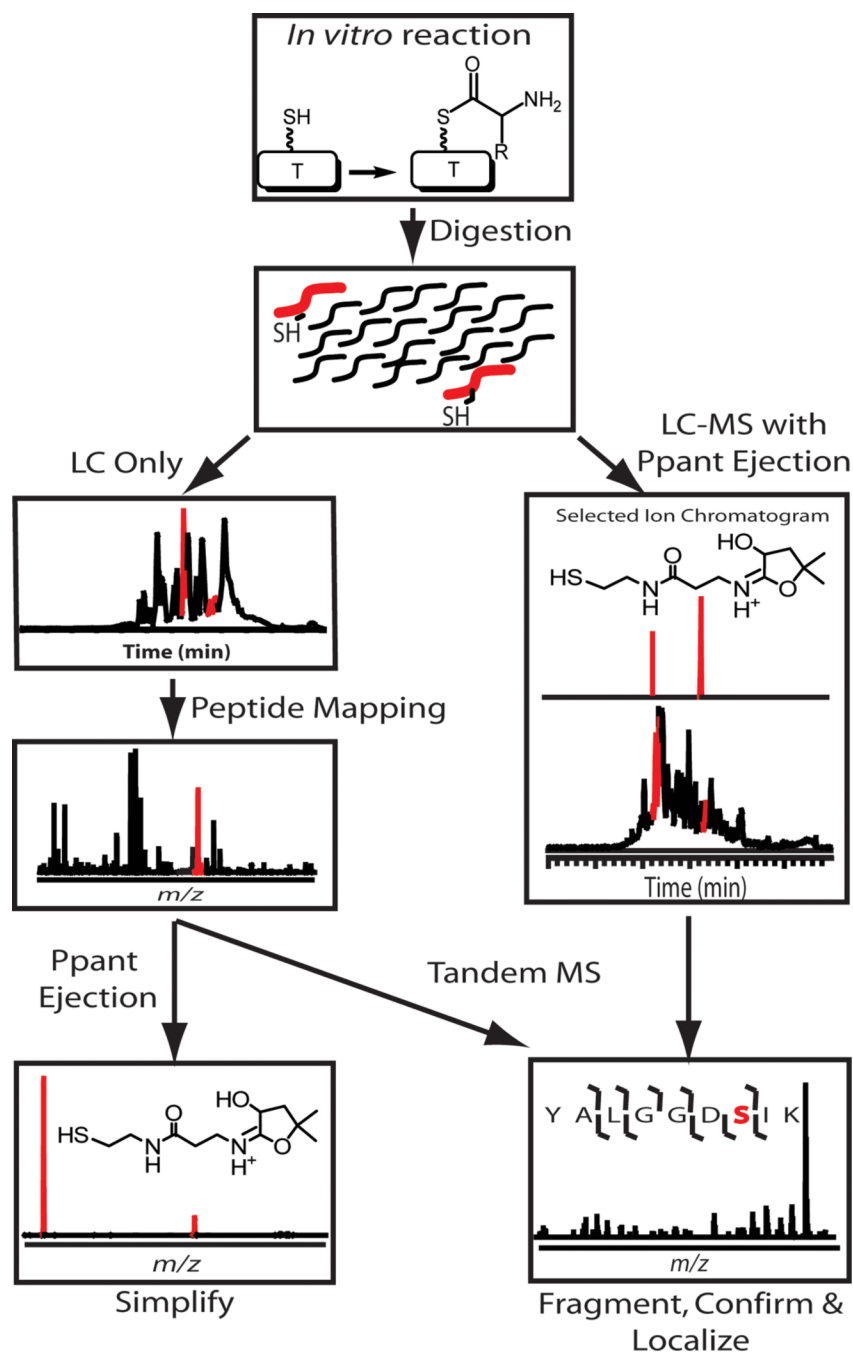 In vitro reaction
O
SH
S
NH2
R
T
T
Digestion
SH
SH
LC Only
LC-MS with
Ppant Ejection
Time (min)
Selected Ion Chromatogram
HO
O
HS
N
H
N
H+
O
Time (min)
Peptide Mapping
m/z
Ppant
Ejection
Tandem MS
HO
O
HS
N
H
N
H+
O
m/z
Simplify
Y A L G G D S I K
m/z
Fragment, Confirm &
Localize